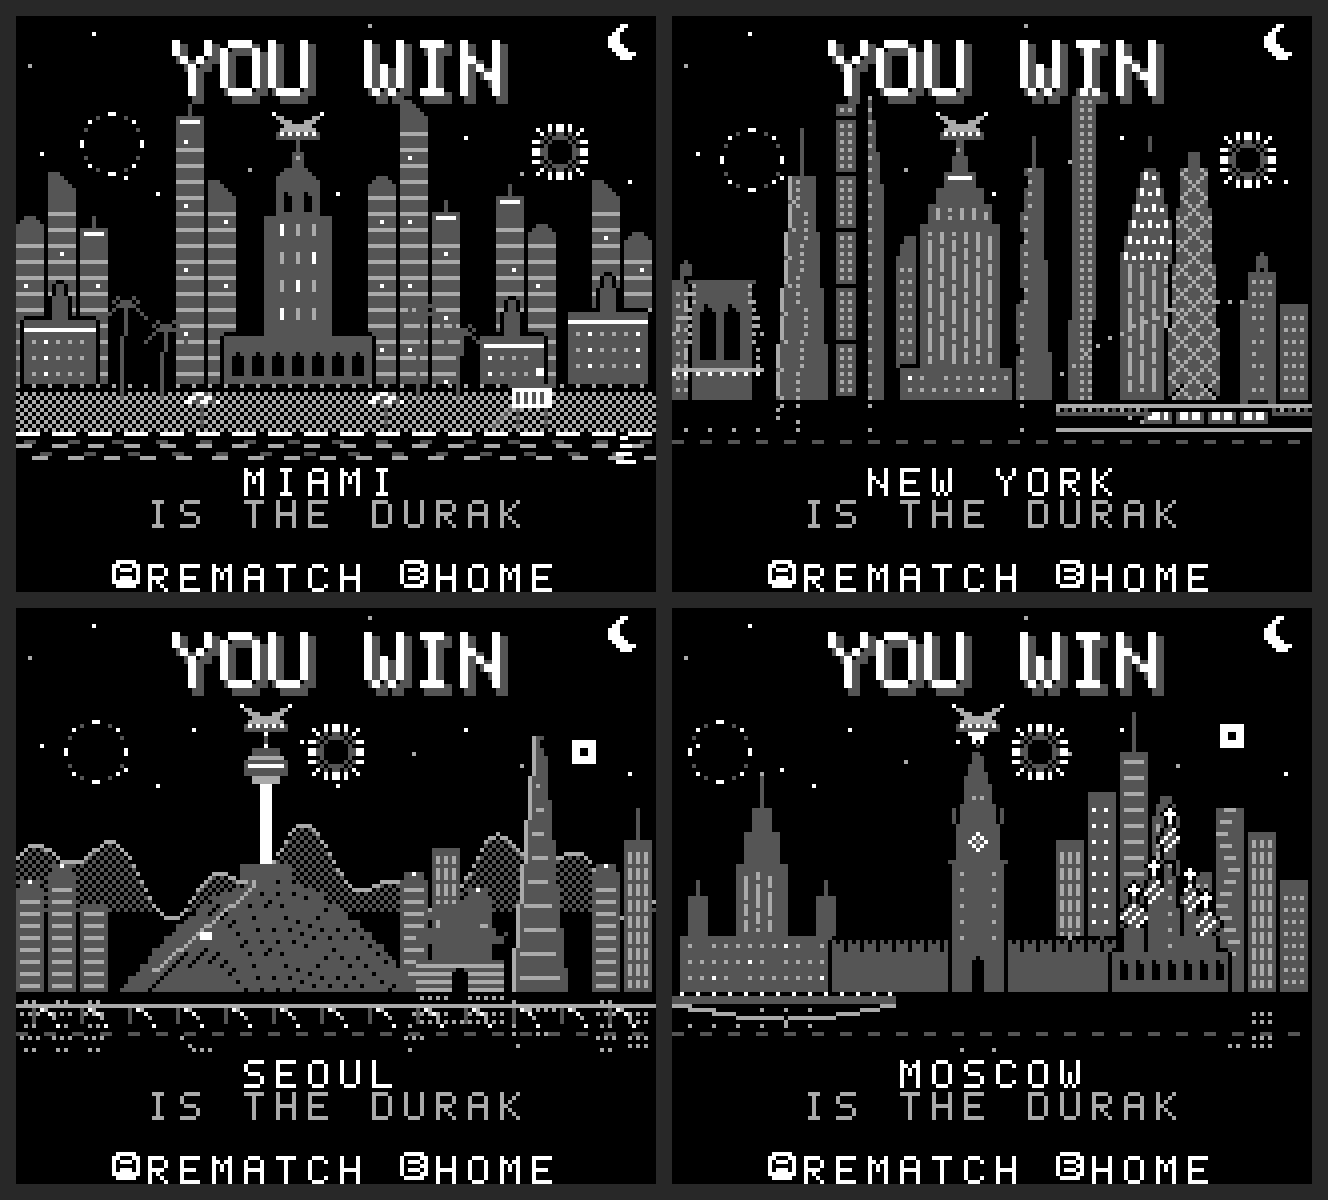 YOU WIN
MIAMI
IS THE DURAK
A REMATCH B HOME
YOU WIN
NEW YORK
IS THE DURAK
A REMATCH B HOME
YOU WIN
SEOUL
IS THE DURAK
A REMATCH B HOME
YOU WIN
MOSCOW
IS THE DURAK
A REMATCH B HOME